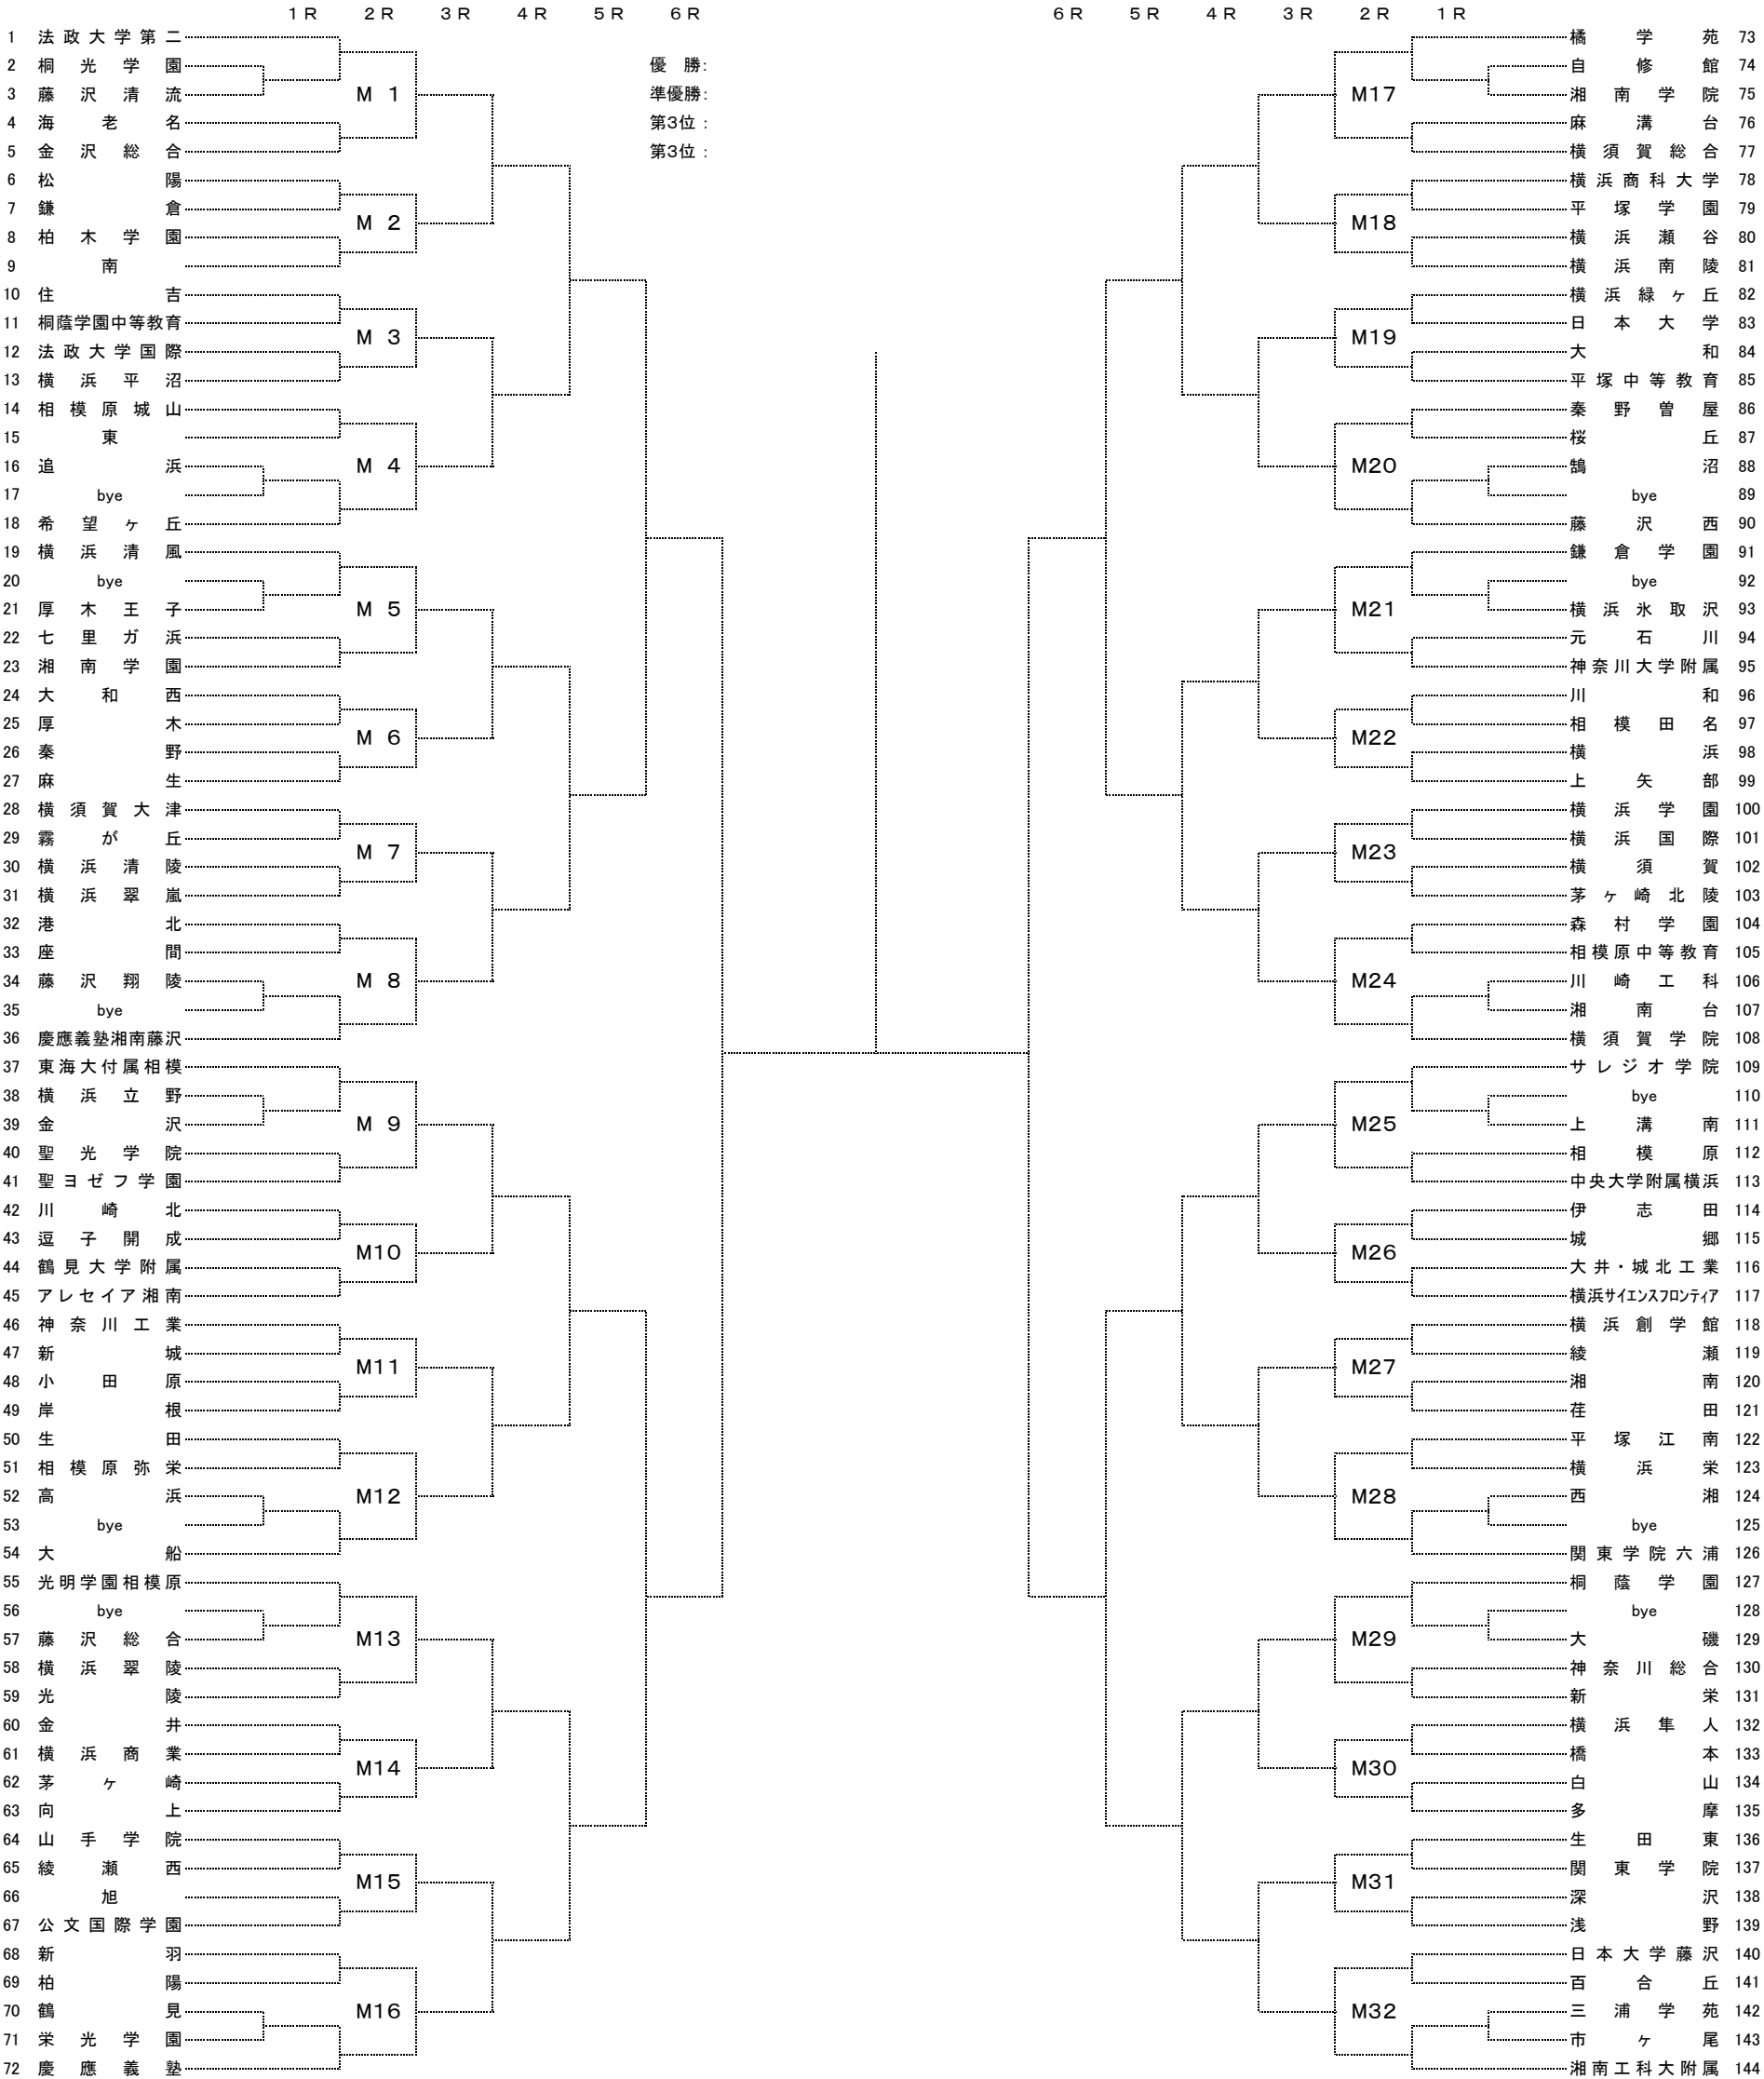 1R 2R 3R 4R 5R 6R
6R 5R 4R 3R 2R 1R
優 勝：
準優勝：
第3位：
第3位：
1 法政大学第二
2 桐光学園
3 藤沢清流
4 海老名
5 金沢総合
6 松陽
7 鎌倉
8 柏木学園
9 南
10 住吉
11 桐蔭学園中等教育
12 法政大学国際
13 横浜平沼
14 相模原城山
15 東
16 追浜
17 bye
18 希望ヶ丘
19 横浜清風
20 bye
21 厚木王子
22 七里ガ浜
23 湘南学園
24 大和西
25 厚木
26 秦野
27 麻生
28 横須賀大津
29 霧が丘
30 横浜清陵
31 横浜翠嵐
32 港北
33 座間
34 藤沢翔陵
35 bye
36 慶應義塾湘南藤沢
37 東海大付属相模
38 横浜立野
39 金沢
40 聖光学院
41 聖ヨゼフ学園
42 川崎北
43 逗子開成
44 鶴見大学附属
45 アレセイア湘南
46 神奈川工業
47 新城
48 小田原
49 岸根
50 生田
51 相模原弥栄
52 高浜
53 bye
54 大船
55 光明学園相模原
56 bye
57 藤沢総合
58 横浜翠陵
59 光陵
60 金井
61 横浜商業
62 茅ヶ崎
63 向上
64 山手学院
65 綾瀬西
66 旭
67 公文国際学園
68 新羽
69 柏陽
70 鶴見
71 栄光学園
72 慶應義塾
M 1
M 2
M 3
M 4
M 5
M 6
M 7
M 8
M 9
M10
M11
M12
M13
M14
M15
M16
M17
M18
M19
M20
M21
M22
M23
M24
M25
M26
M27
M28
M29
M30
M31
M32
橘学苑 73
自修館 74
湘南学院 75
麻溝台 76
横須賀総合 77
横浜商科大学 78
平塚学園 79
横浜瀬谷 80
横浜南陵 81
横浜緑ヶ丘 82
日本大学 83
大和 84
平塚中等教育 85
秦野曽屋 86
桜丘 87
鵠沼 88
bye 89
藤沢西 90
鎌倉学園 91
bye 92
横浜氷取沢 93
元石川 94
神奈川大学附属 95
川和 96
相模田名 97
横浜 98
上矢部 99
横浜学園 100
横浜国際 101
横須賀 102
茅ヶ崎北陵 103
森村学園 104
相模原中等教育 105
川崎工科 106
湘南台 107
横須賀学院 108
サレジオ学院 109
bye 110
上溝南 111
相模原 112
中央大学附属横浜 113
伊志田 114
城郷 115
大井・城北工業 116
横浜サイエンスフロンティア 117
横浜創学館 118
綾瀬 119
湘南 120
荏田 121
平塚江南 122
横浜栄 123
西湘 124
bye 125
関東学院六浦 126
桐蔭学園 127
bye 128
大磯 129
神奈川総合 130
新栄 131
横浜隼人 132
橋本 133
白山 134
多摩 135
生田東 136
関東学院 137
深沢 138
浅野 139
日本大学藤沢 140
百合丘 141
三浦学苑 142
市ヶ尾 143
湘南工科大附属 144